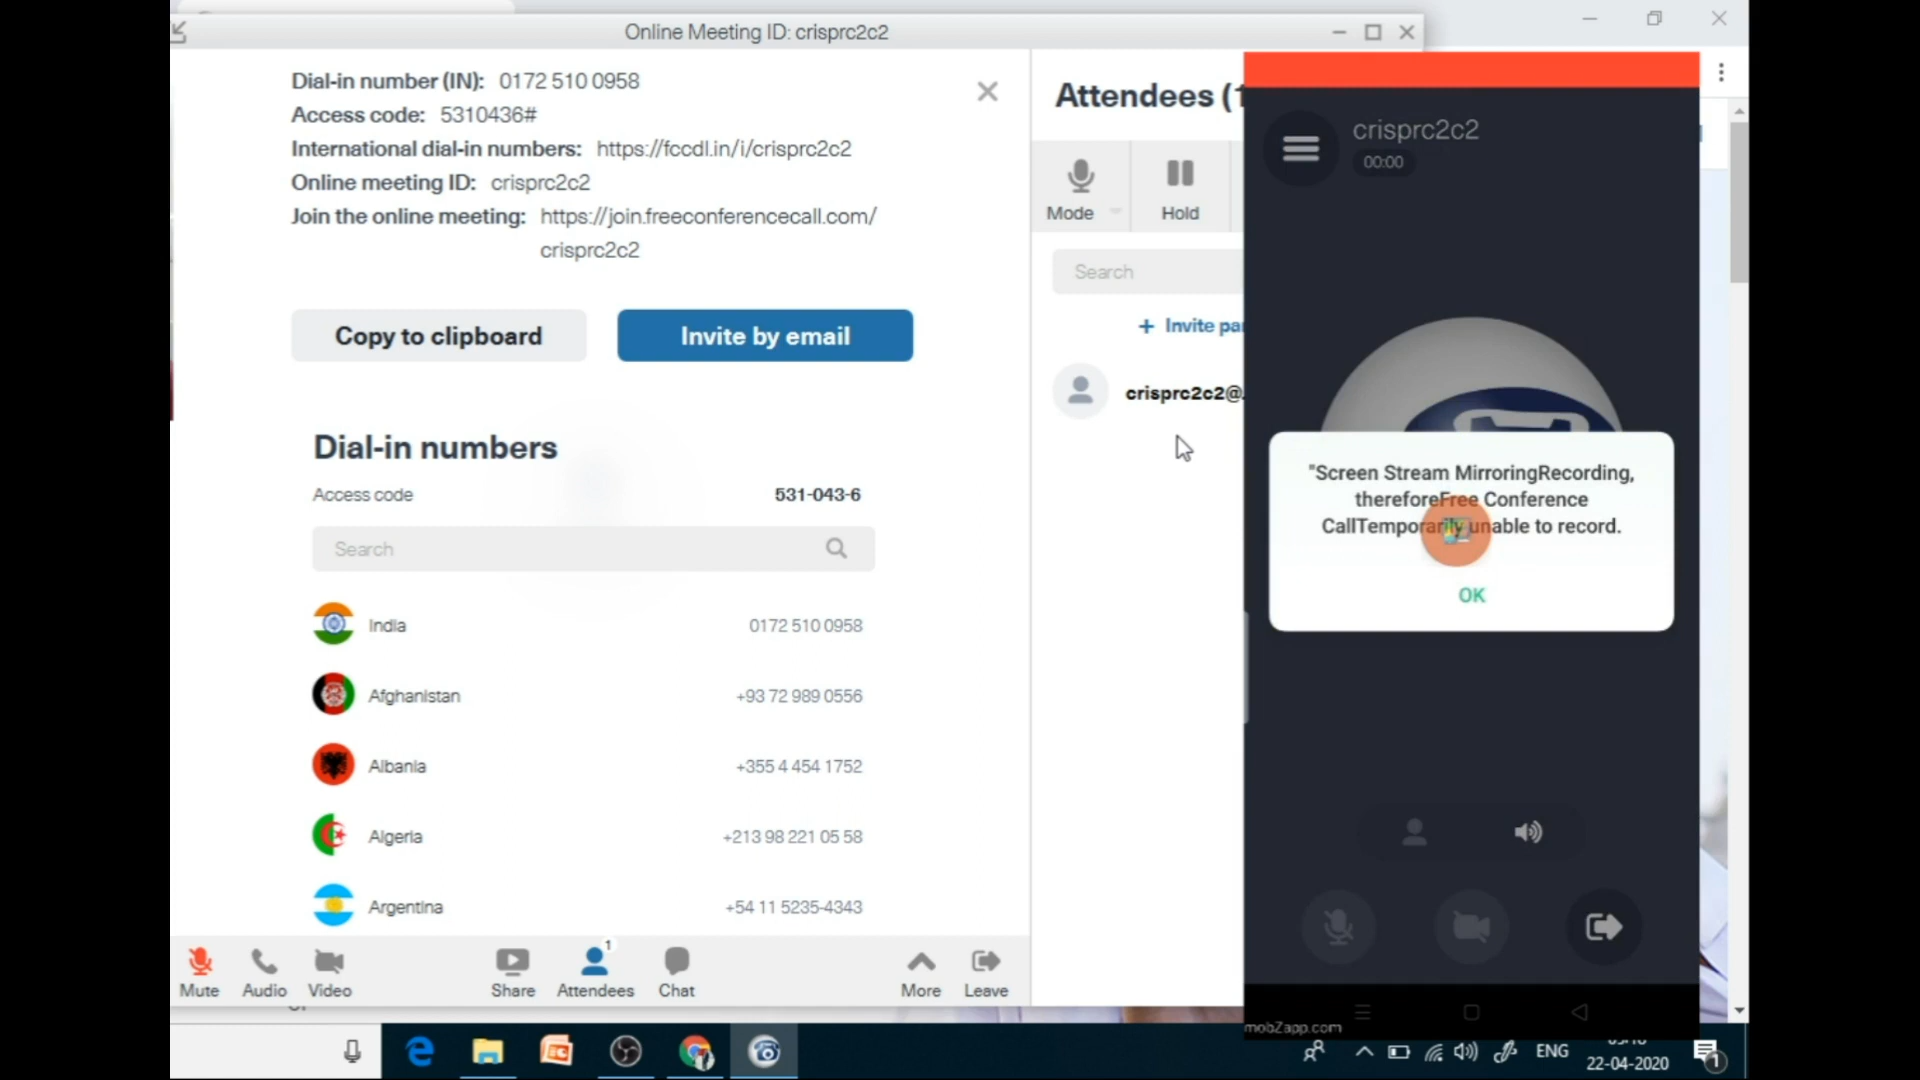 Online Meeting ID: crisprc2c2
Dial-in number (IN): 0172 510 0958
Access code: 5310436#
International dial-in numbers: https://fccdl.in/i/crisprc2c2
Online meeting ID: crisprc2c2
Join the online meeting: https://join.freeconferencecall.com/
crisprc2c2
Copy to clipboard
Invite by email
Dial-in numbers
Access code 531-043-6
Search
India 0172 510 0958
Afghanistan +93 72 989 0556
Albania +355 4 454 1752
Algeria +213 98 221 05 58
Argentina +54 11 5235-4343
1
Mute Audio Video Share Attendees Chat More Leave
Attendees (1
Mode Hold
Search
+ Invite par
crisprc2c2@
crisprc2c2
00:00
"Screen Stream MirroringRecording,
thereforeFree Conference
CallTemporarily unable to record.
OK
mobZapp.com
ENG
22-04-2020
1